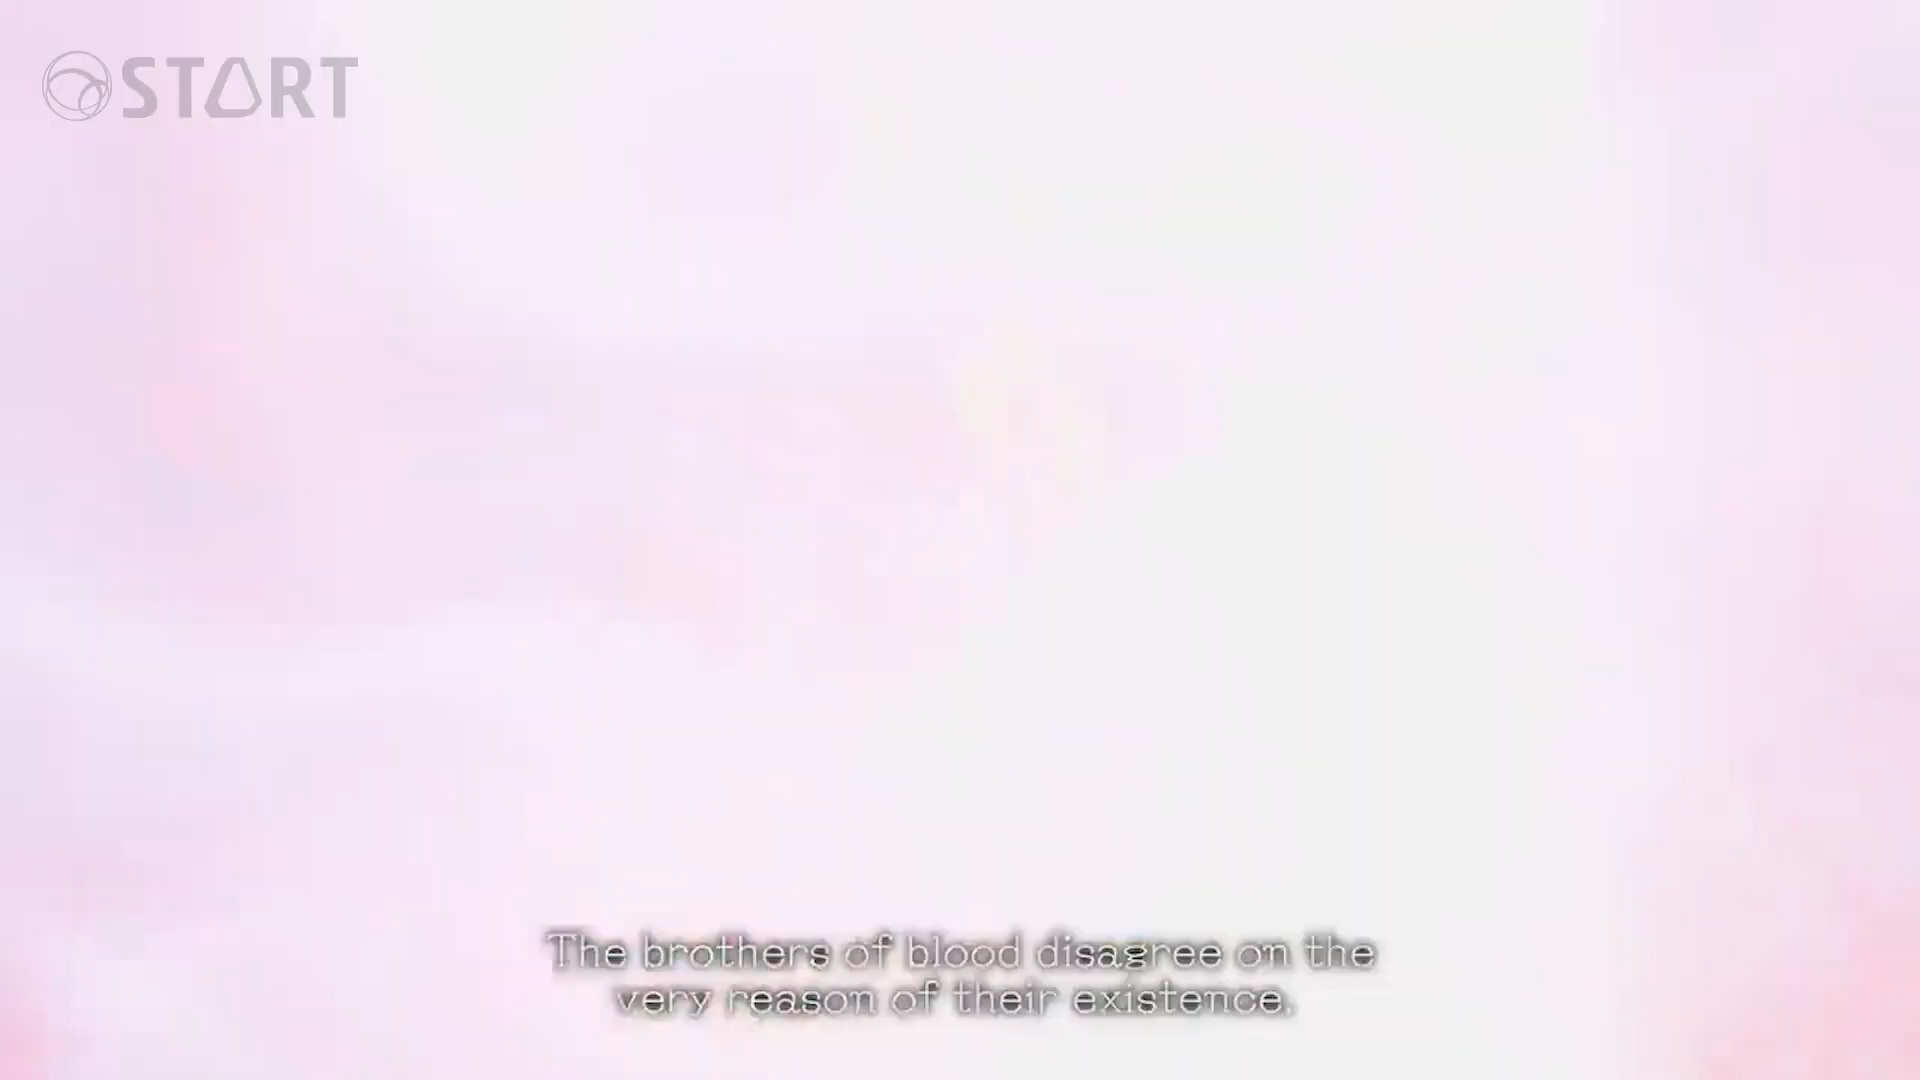 START
The brothers of blood disagree on the
very reason of their existence.